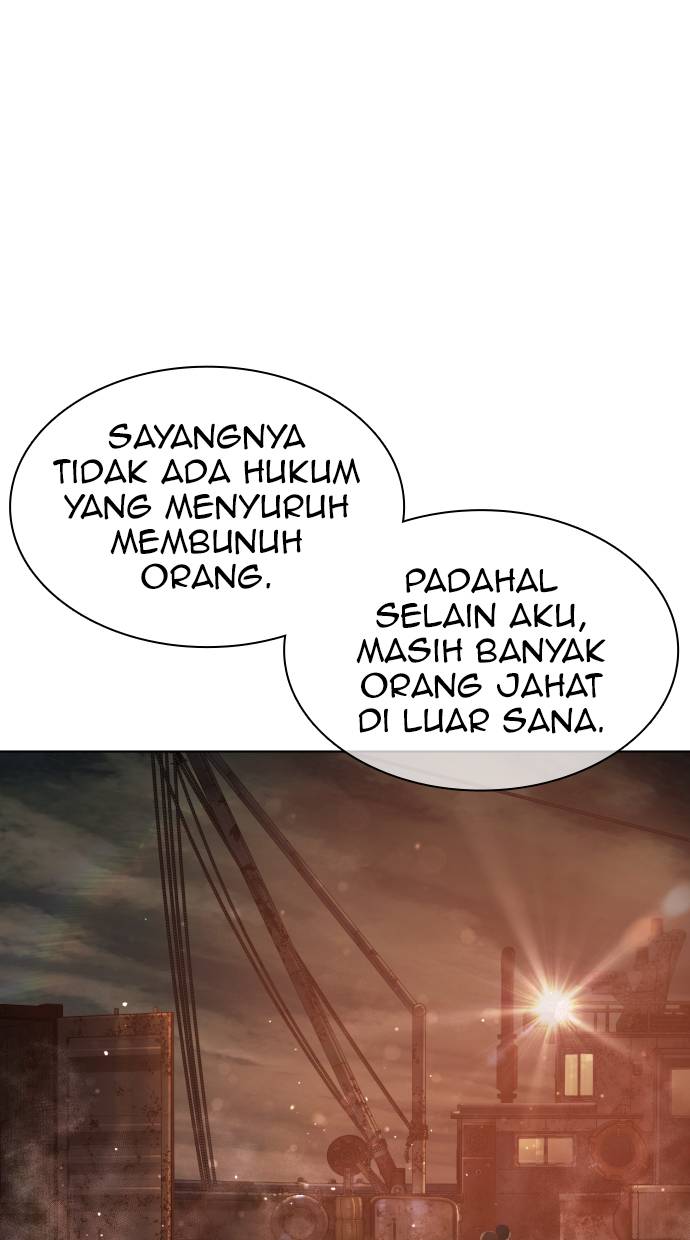 SAYANGNYA
TIDAK ADA HUKUM
YANG MENYURUH
MEMBUNUH
ORANG.
PADAHAL
SELAIN AKU,
MASIH BANYAK
ORANG JAHAT
DI LUAR SANA.